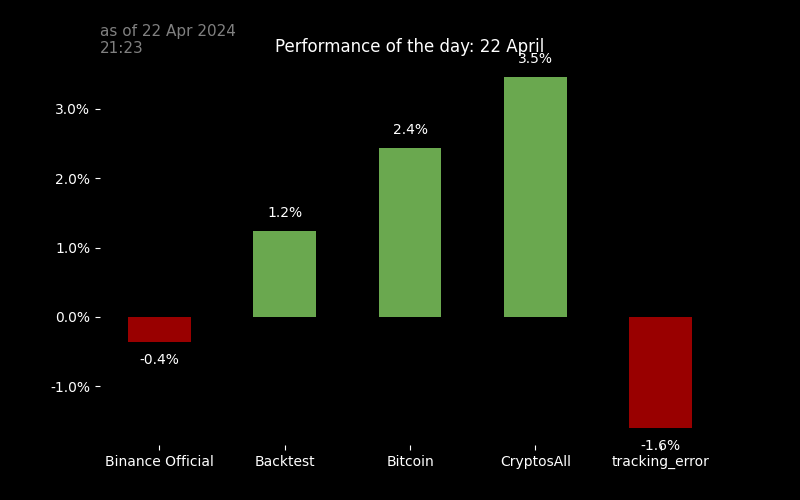 as of 22 Apr 2024
21:23
Performance of the day: 22 April
3.5%
3.0%
2.4%
2.0%
1.2%
1.0%
0.0%
-0.4%
-1.0%
-1.6%
Binance Official
Backtest
Bitcoin
CryptosAll
tracking_error